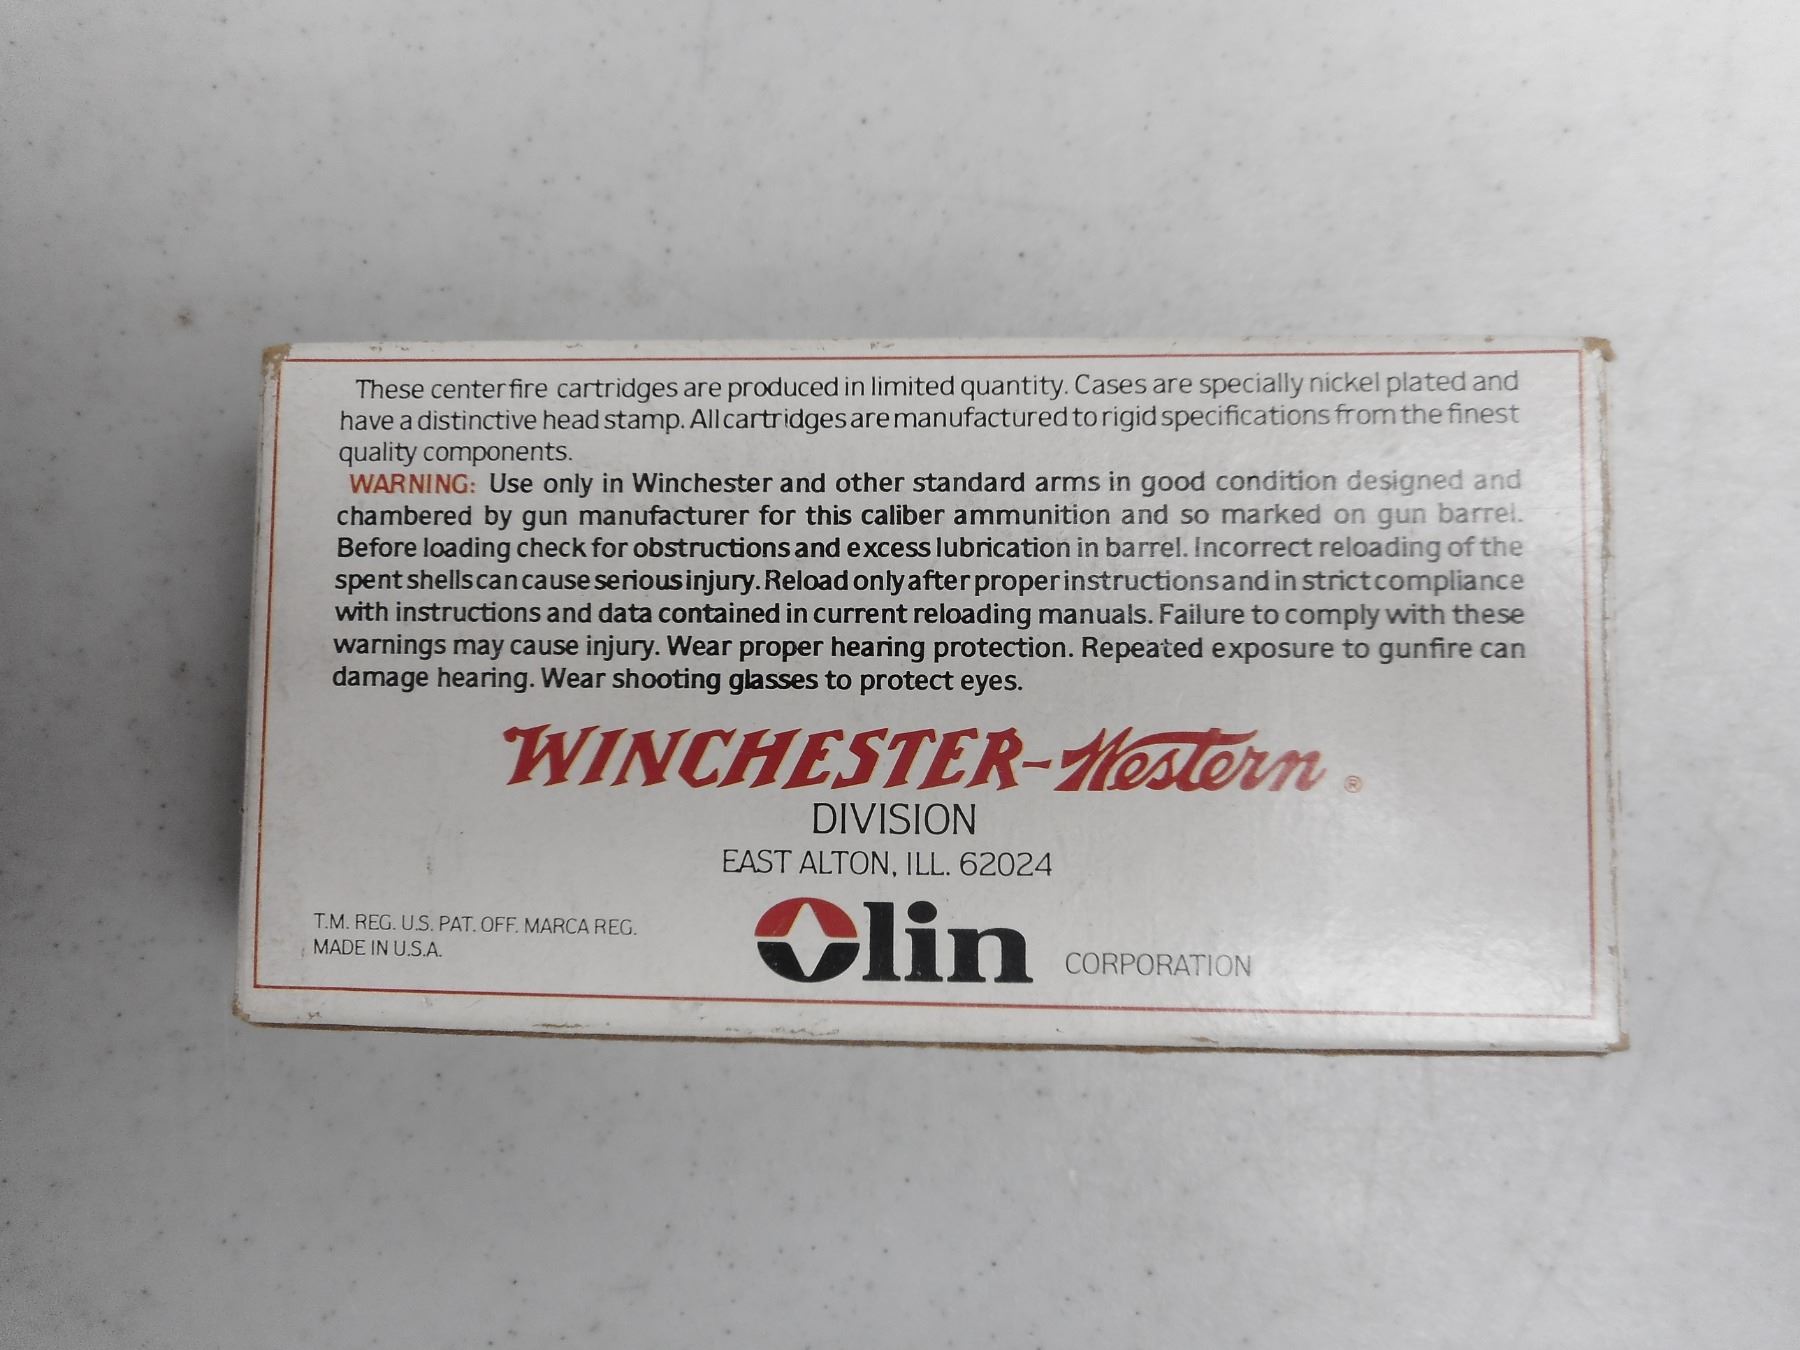 These centerfire cartridges are produced in limited quantity. Cases are specially nickel plated and
have a distinctive head stamp. All cartridges are manufactured to rigid specifications from the finest
quality components.
WARNING: Use only in Winchester and other standard arms in good condition designed and
chambered by gun manufacturer for this caliber ammunition and so marked on gun barrel.
Before loading check for obstructions and excess lubrication in barrel. Incorrect reloading of the
spent shells can cause serious injury. Reload only after proper instructions and in strict compliance
with instructions and data contained in current reloading manuals. Failure to comply with these
warnings may cause injury. Wear proper hearing protection. Repeated exposure to gunfire can
damage hearing. Wear shooting glasses to protect eyes.
WINCHESTER-Western ®
DIVISION
EAST ALTON, ILL. 62024
T.M. REG. U.S. PAT. OFF. MARCA REG.
MADE IN U.S.A.
Olin CORPORATION